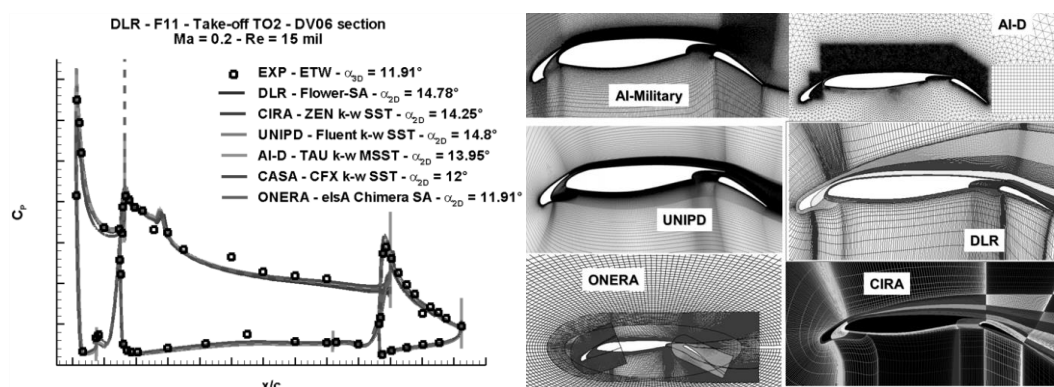 DLR - F11 - Take-off TO2 - DV06 section
Ma = 0.2 - Re = 15 mil
EXP - ETW - α3D = 11.91°
DLR - Flower-SA - α2D = 14.78°
CIRA - ZEN k-w SST - α2D = 14.25°
UNIPD - Fluent k-w SST - α2D = 14.8°
AI-D - TAU k-w MSST - α2D = 13.95°
CASA - CFX k-w SST - α2D = 12°
ONERA - elsA Chimera SA - α2D = 11.91°
CP
x/c
AI-Military
AI-D
UNIPD
DLR
ONERA
CIRA